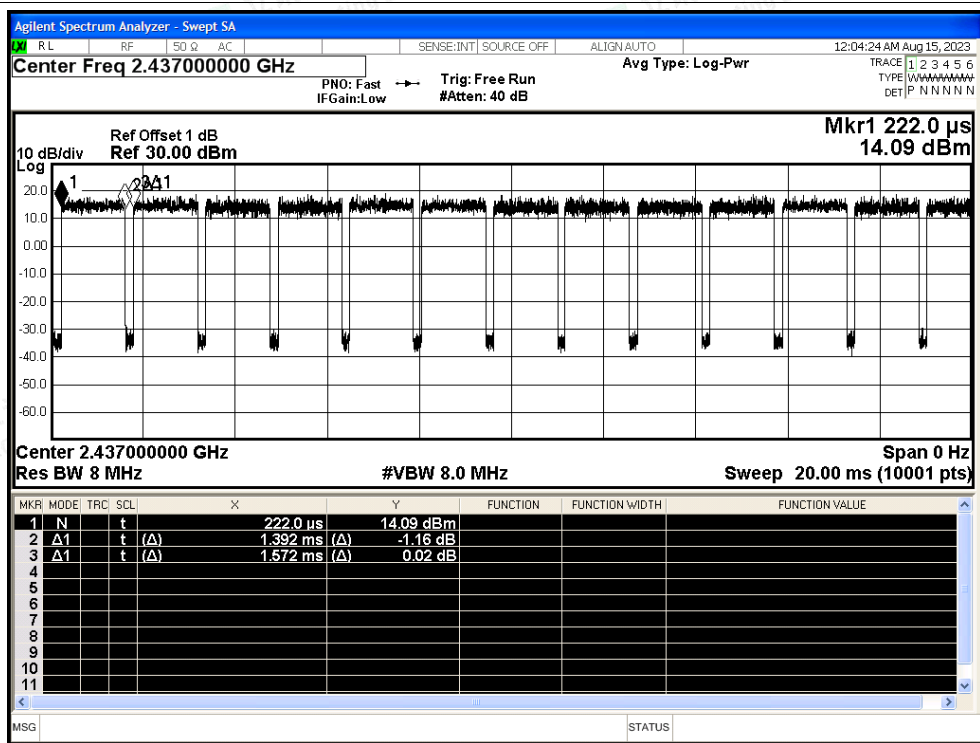 Agilent Spectrum Analyzer - Swept SA
LXI RL RF 50 Ω AC SENSE:INT SOURCE OFF ALIGN AUTO 12:04:24 AM Aug 15, 2023
Center Freq 2.437000000 GHz Avg Type: Log-Pwr TRACE 1 2 3 4 5 6
PNO: Fast Trig: Free Run TYPE WWWWWW
IFGain:Low #Atten: 40 dB DET P N N N N N
Mkr1 222.0 µs
Ref Offset 1 dB
10 dB/div Ref 30.00 dBm 14.09 dBm
Log
1 2Δ1 3Δ1
20.0
10.0
0.00
-10.0
-20.0
-30.0
-40.0
-50.0
-60.0
Center 2.437000000 GHz Span 0 Hz
Res BW 8 MHz #VBW 8.0 MHz Sweep 20.00 ms (10001 pts)
MKR MODE TRC SCL X Y FUNCTION FUNCTION WIDTH FUNCTION VALUE
1 N t 222.0 µs 14.09 dBm
2 Δ1 t (Δ) 1.392 ms (Δ) -1.16 dB
3 Δ1 t (Δ) 1.572 ms (Δ) 0.02 dB
4
5
6
7
8
9
10
11
MSG STATUS